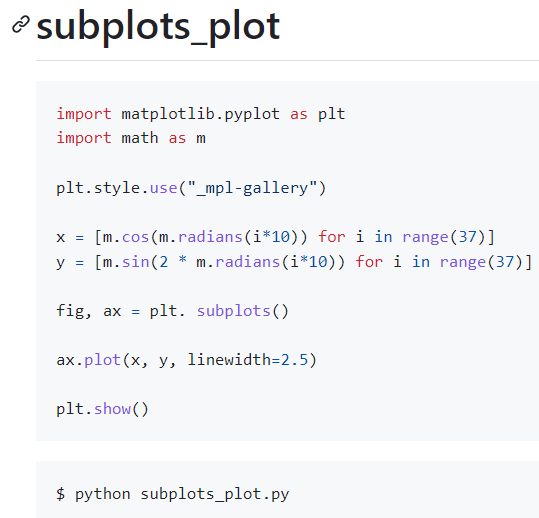 subplots_plot
import matplotlib.pyplot as plt
import math as m
plt.style.use("_mpl-gallery")
x = [m.cos(m.radians(i*10)) for i in range(37)]
y = [m.sin(2 * m.radians(i*10)) for i in range(37)]
fig, ax = plt. subplots()
ax.plot(x, y, linewidth=2.5)
plt.show()
$ python subplots_plot.py